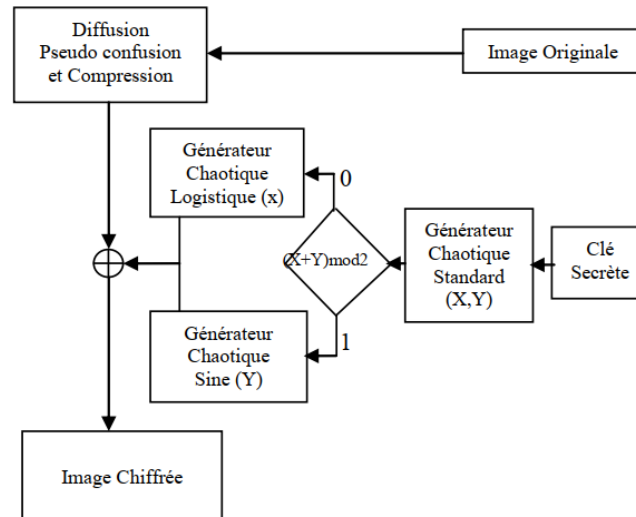 Diffusion
Pseudo confusion
et Compression
Image Originale
Générateur
Chaotique
Logistique (x)
0
(X+Y)mod2
Générateur
Chaotique
Standard
(X,Y)
Clé
Secrète
1
Générateur
Chaotique
Sine (Y)
Image Chiffrée